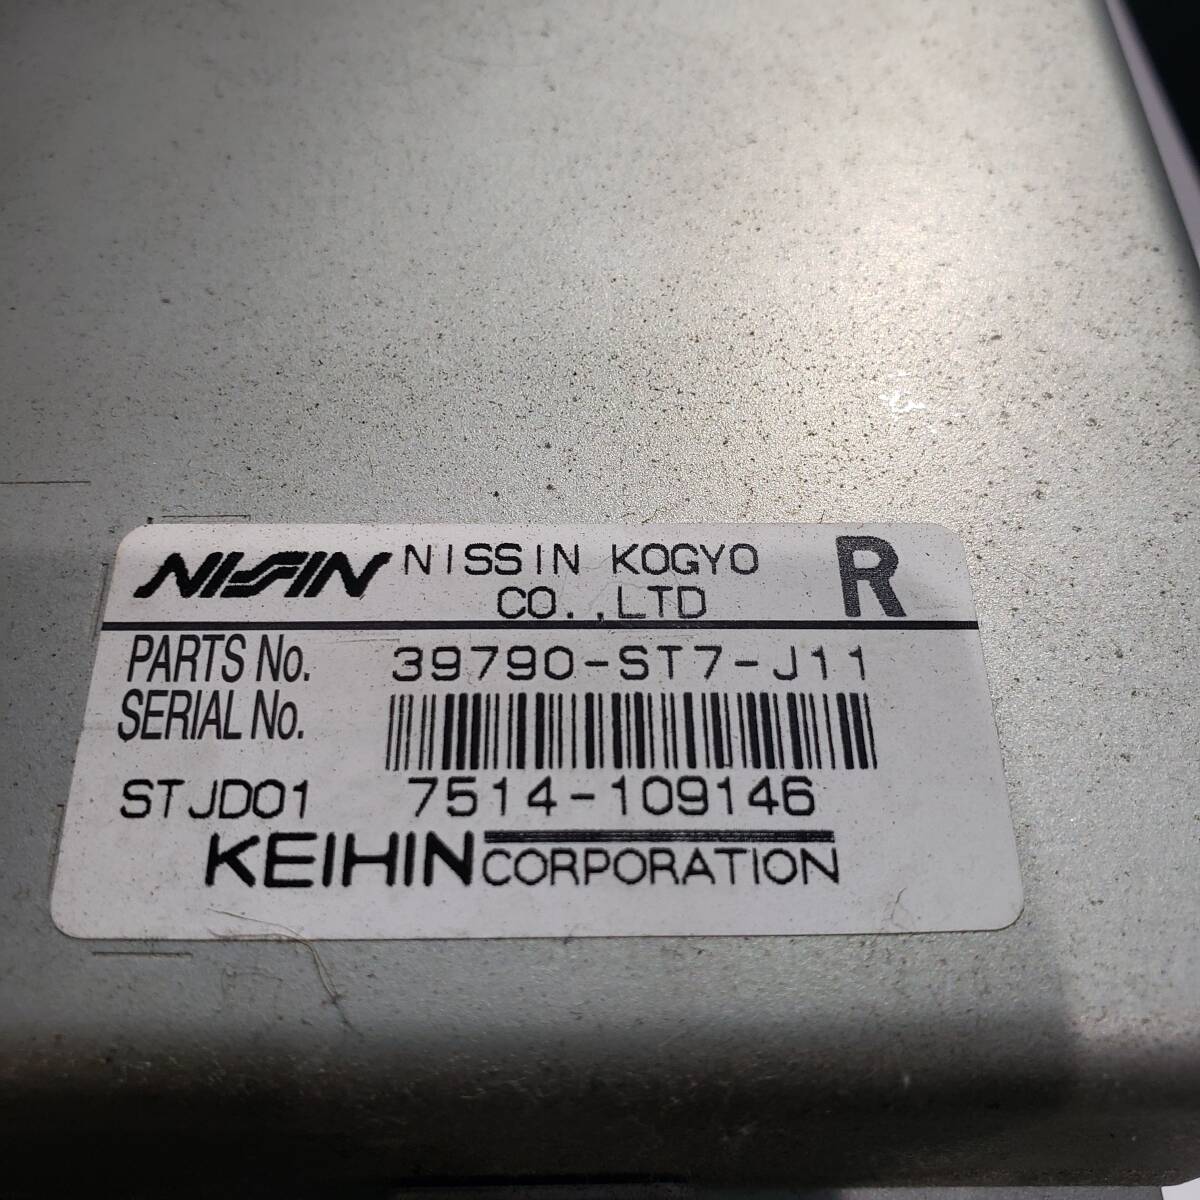 NISSIN NISSIN KOGYO R
CO.,LTD
PARTS No. 39790-ST7-J11
SERIAL No.
STJD01 7514-109146
KEIHIN CORPORATION